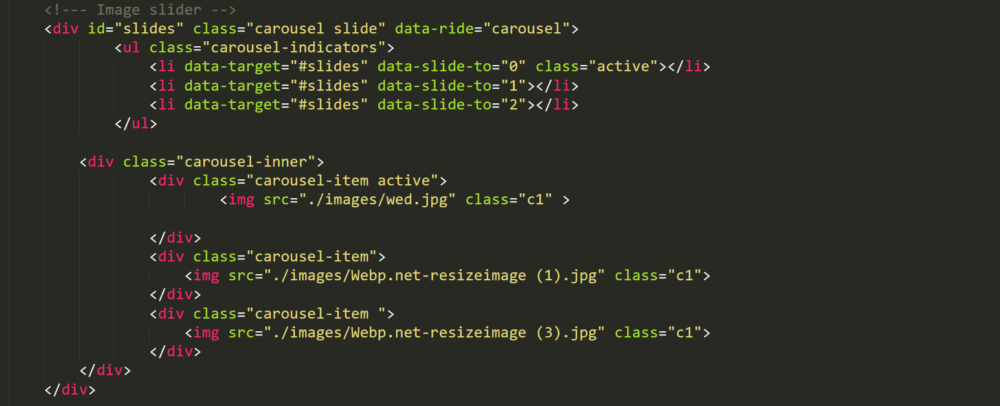 <!--- Image slider -->
<div id="slides" class="carousel slide" data-ride="carousel">
<ul class="carousel-indicators">
<li data-target="#slides" data-slide-to="0" class="active"></li>
<li data-target="#slides" data-slide-to="1"></li>
<li data-target="#slides" data-slide-to="2"></li>
</ul>
<div class="carousel-inner">
<div class="carousel-item active">
<img src="./images/wed.jpg" class="c1" >
</div>
<div class="carousel-item">
<img src="./images/Webp.net-resizeimage (1).jpg" class="c1">
</div>
<div class="carousel-item ">
<img src="./images/Webp.net-resizeimage (3).jpg" class="c1">
</div>
</div>
</div>